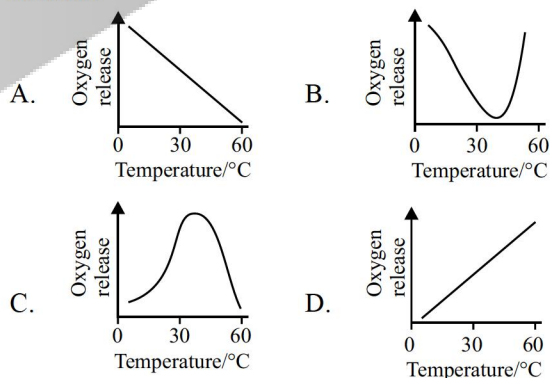 A.
Oxygen
release
0 30 60
Temperature/°C
B.
Oxygen
release
0 30 60
Temperature/°C
C.
Oxygen
release
0 30 60
Temperature/°C
D.
Oxygen
release
0 30 60
Temperature/°C